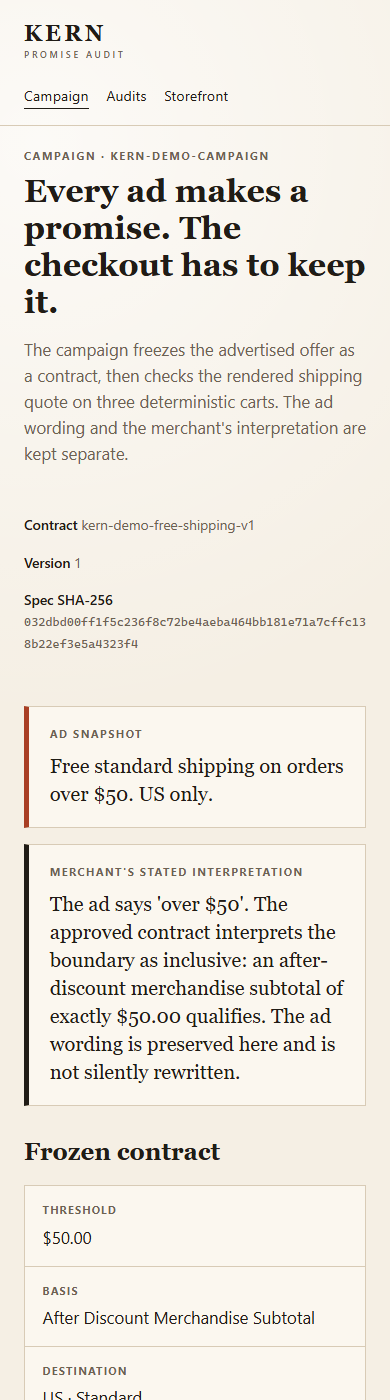 KERN
PROMISE AUDIT
Campaign Audits Storefront
CAMPAIGN · KERN-DEMO-CAMPAIGN
Every ad makes a
promise. The
checkout has to keep
it.
The campaign freezes the advertised offer as
a contract, then checks the rendered shipping
quote on three deterministic carts. The ad
wording and the merchant's interpretation are
kept separate.
Contract kern-demo-free-shipping-v1
Version 1
Spec SHA-256
032dbd00ff1f5c236f8c72be4aeba464bb181e71a7cffc13
8b22ef3e5a4323f4
AD SNAPSHOT
Free standard shipping on orders
over $50. US only.
MERCHANT'S STATED INTERPRETATION
The ad says 'over $50'. The
approved contract interprets the
boundary as inclusive: an after-
discount merchandise subtotal of
exactly $50.00 qualifies. The ad
wording is preserved here and is
not silently rewritten.
Frozen contract
THRESHOLD
$50.00
BASIS
After Discount Merchandise Subtotal
DESTINATION
US · Standard